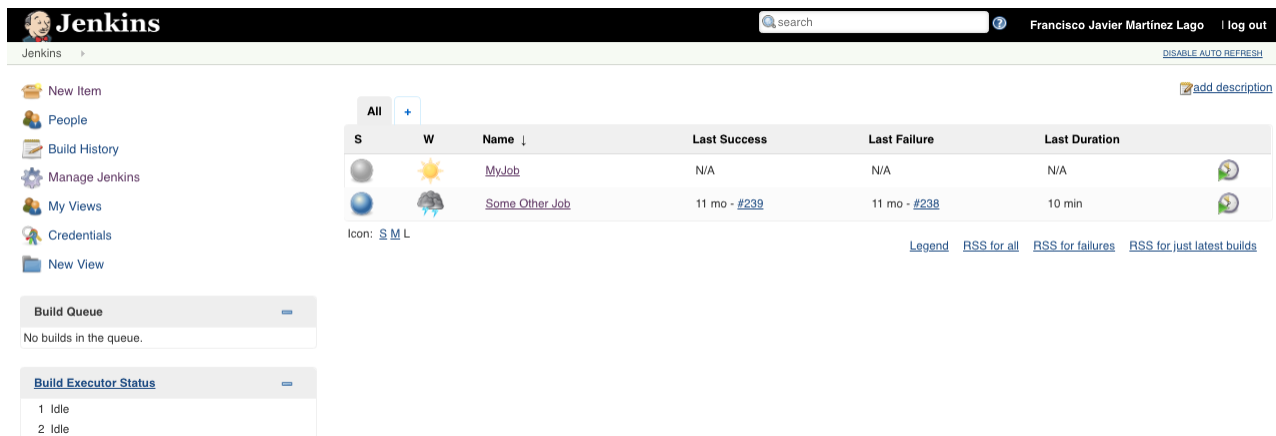 Jenkins
search
Francisco Javier Martínez Lago | log out
Jenkins
DISABLE AUTO REFRESH
New Item
People
Build History
Manage Jenkins
My Views
Credentials
New View
Build Queue
No builds in the queue.
Build Executor Status
1 Idle
2 Idle
add description
All +
S W Name ↓ Last Success Last Failure Last Duration
MyJob N/A N/A N/A
Some Other Job 11 mo - #239 11 mo - #238 10 min
Icon: S M L
Legend RSS for all RSS for failures RSS for just latest builds